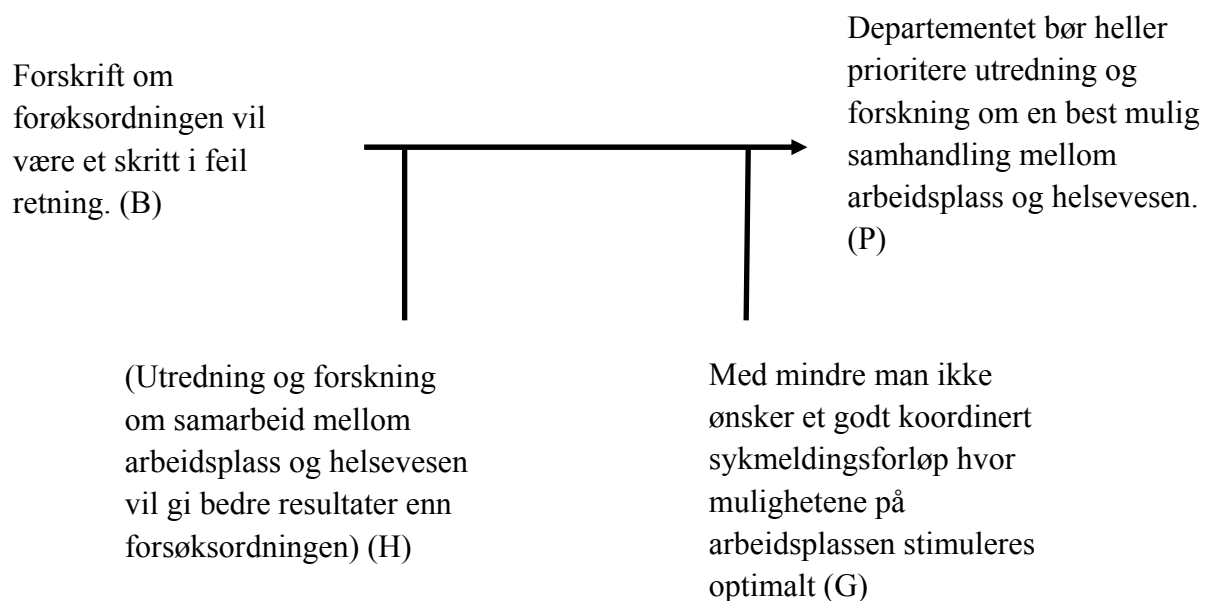 Forskrift om
forøksordningen vil
være et skritt i feil
retning. (B)
Departementet bør heller
prioritere utredning og
forskning om en best mulig
samhandling mellom
arbeidsplass og helsevesen.
(P)
(Utredning og forskning
om samarbeid mellom
arbeidsplass og helsevesen
vil gi bedre resultater enn
forsøksordningen) (H)
Med mindre man ikke
ønsker et godt koordinert
sykmeldingsforløp hvor
mulighetene på
arbeidsplassen stimuleres
optimalt (G)